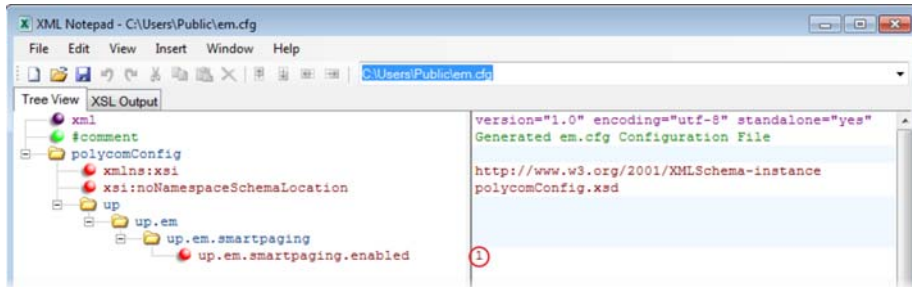 XML Notepad - C:\Users\Public\em.cfg
File Edit View Insert Window Help
C:\Users\Public\em.cfg
Tree View XSL Output
xml version="1.0" encoding="utf-8" standalone="yes"
#comment Generated em.cfg Configuration File
polycomConfig
xmlns:xsi http://www.w3.org/2001/XMLSchema-instance
xsi:noNamespaceSchemaLocation polycomConfig.xsd
up
up.em
up.em.smartpaging
up.em.smartpaging.enabled 1